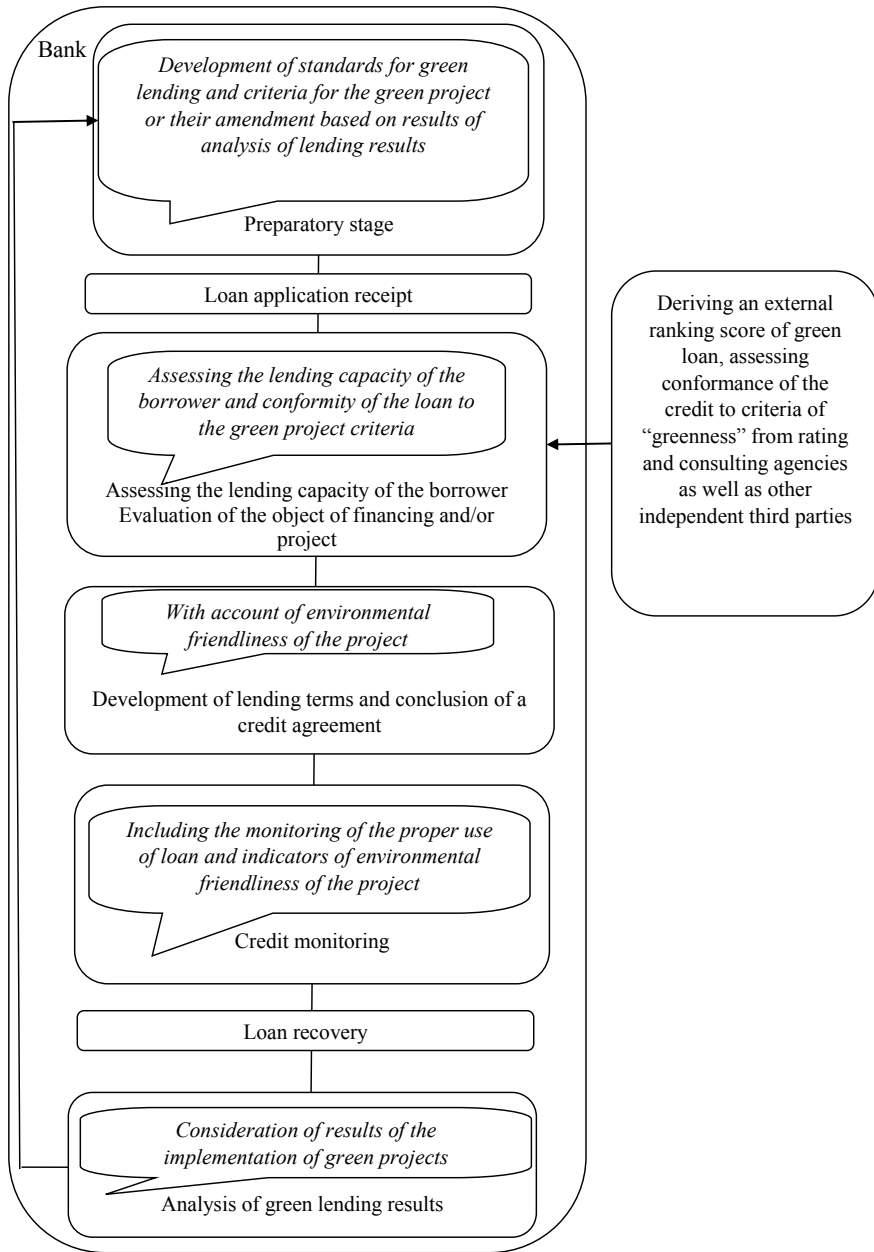 Bank
Development of standards for green
lending and criteria for the green project
or their amendment based on results of
analysis of lending results
Preparatory stage
Loan application receipt
Assessing the lending capacity of the
borrower and conformity of the loan to
the green project criteria
Assessing the lending capacity of the borrower
Evaluation of the object of financing and/or
project
Deriving an external
ranking score of green
loan, assessing
conformance of the
credit to criteria of
“greenness” from rating
and consulting agencies
as well as other
independent third parties
With account of environmental
friendliness of the project
Development of lending terms and conclusion of a
credit agreement
Including the monitoring of the proper use
of loan and indicators of environmental
friendliness of the project
Credit monitoring
Loan recovery
Consideration of results of the
implementation of green projects
Analysis of green lending results